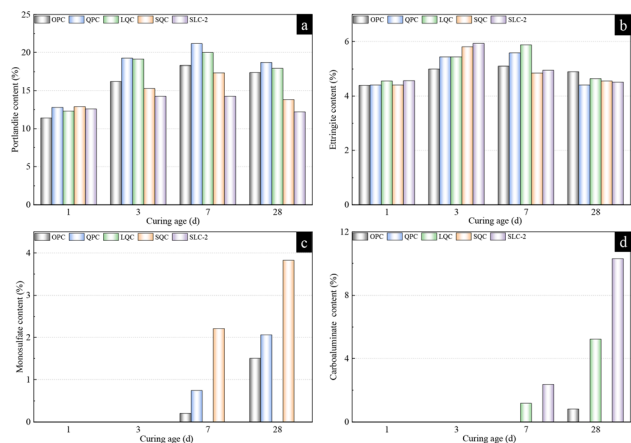 OPC QPC LQC SQC SLC-2
a
Portlandite content (%)
25
20
15
10
5
0
1 3 7 28
Curing age (d)
OPC QPC LQC SQC SLC-2
b
Ettringite content (%)
6
4
2
0
1 3 7 28
Curing age (d)
OPC QPC LQC SQC SLC-2
c
Monosulfate content (%)
4
3
2
1
0
1 3 7 28
Curing age (d)
OPC QPC LQC SQC SLC-2
d
Carboaluminate content (%)
12
8
4
0
1 3 7 28
Curing age (d)